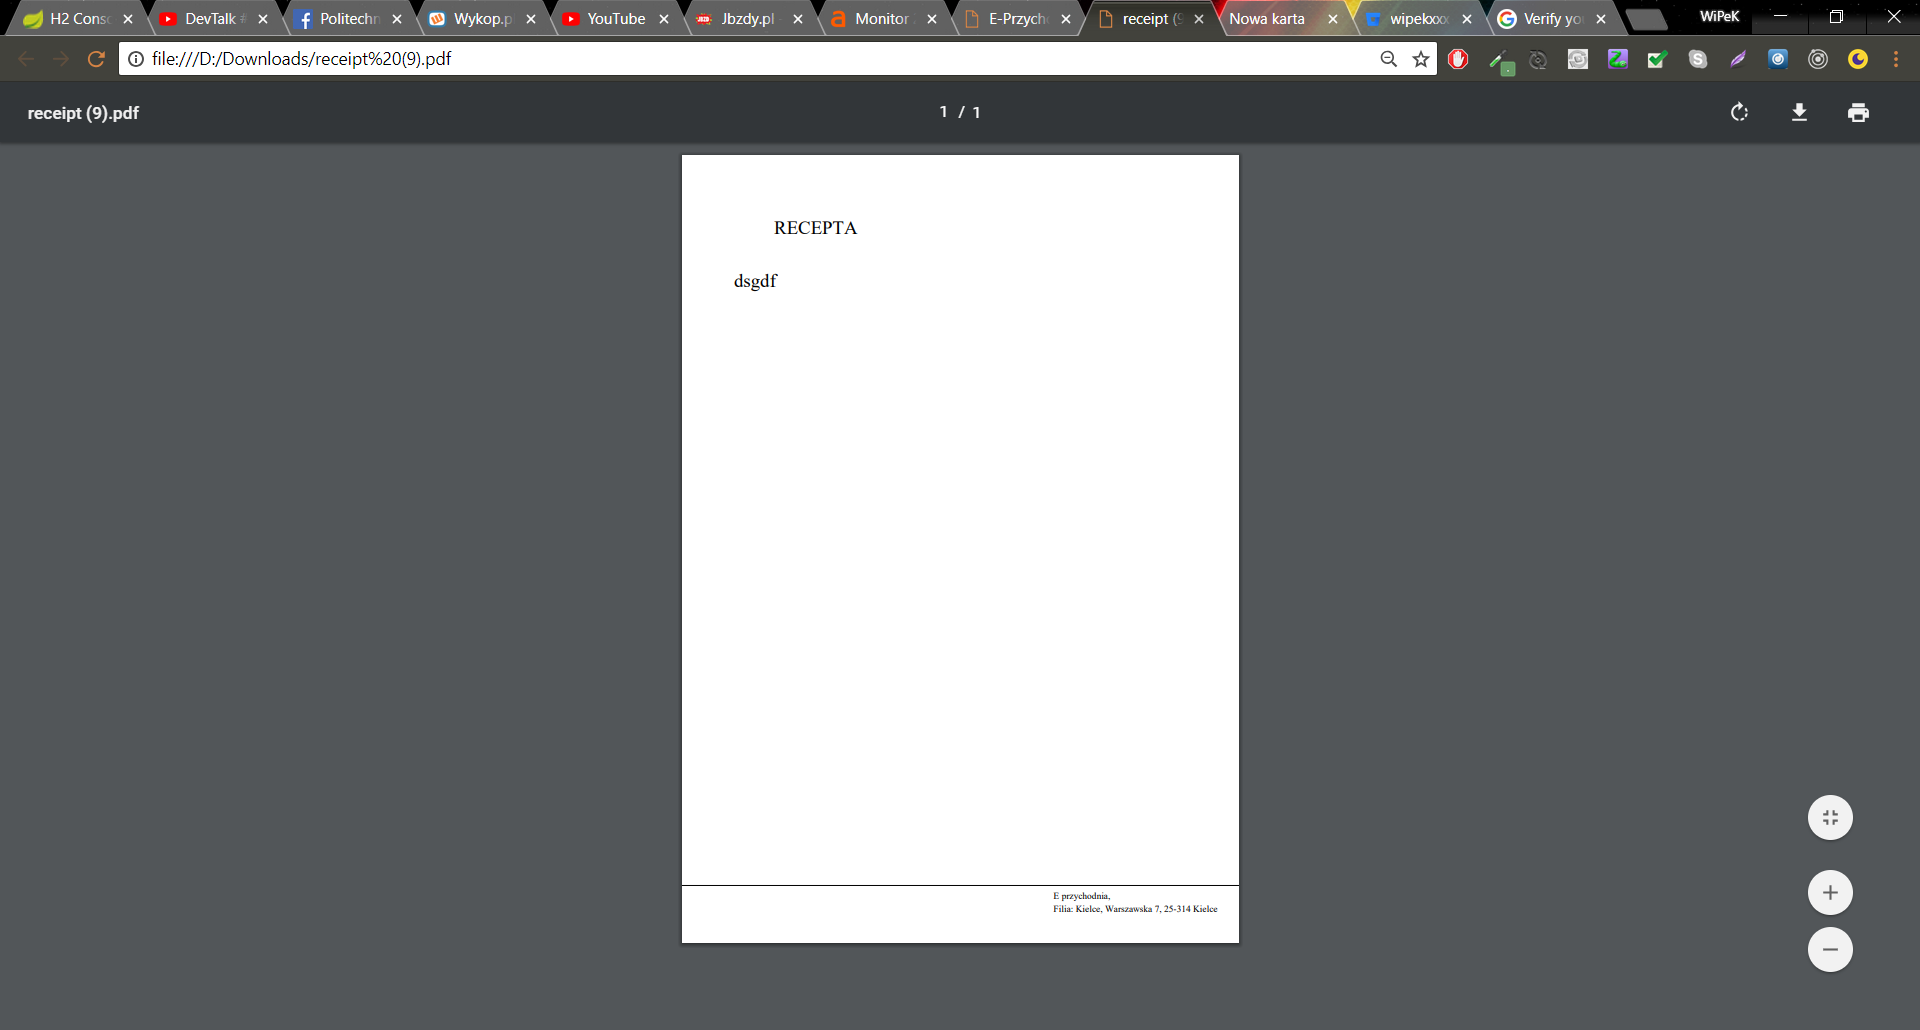 H2 Conso
DevTalk #
Politechn
Wykop.p
YouTube
Jbzdy.pl
Monitor
E-Przych
receipt (9
Nowa karta
wipekxxx
Verify yo
WiPeK
file:///D:/Downloads/receipt%20(9).pdf
receipt (9).pdf
1 / 1
RECEPTA
dsgdf
E przychodnia,
Filia: Kielce, Warszawska 7, 25-314 Kielce